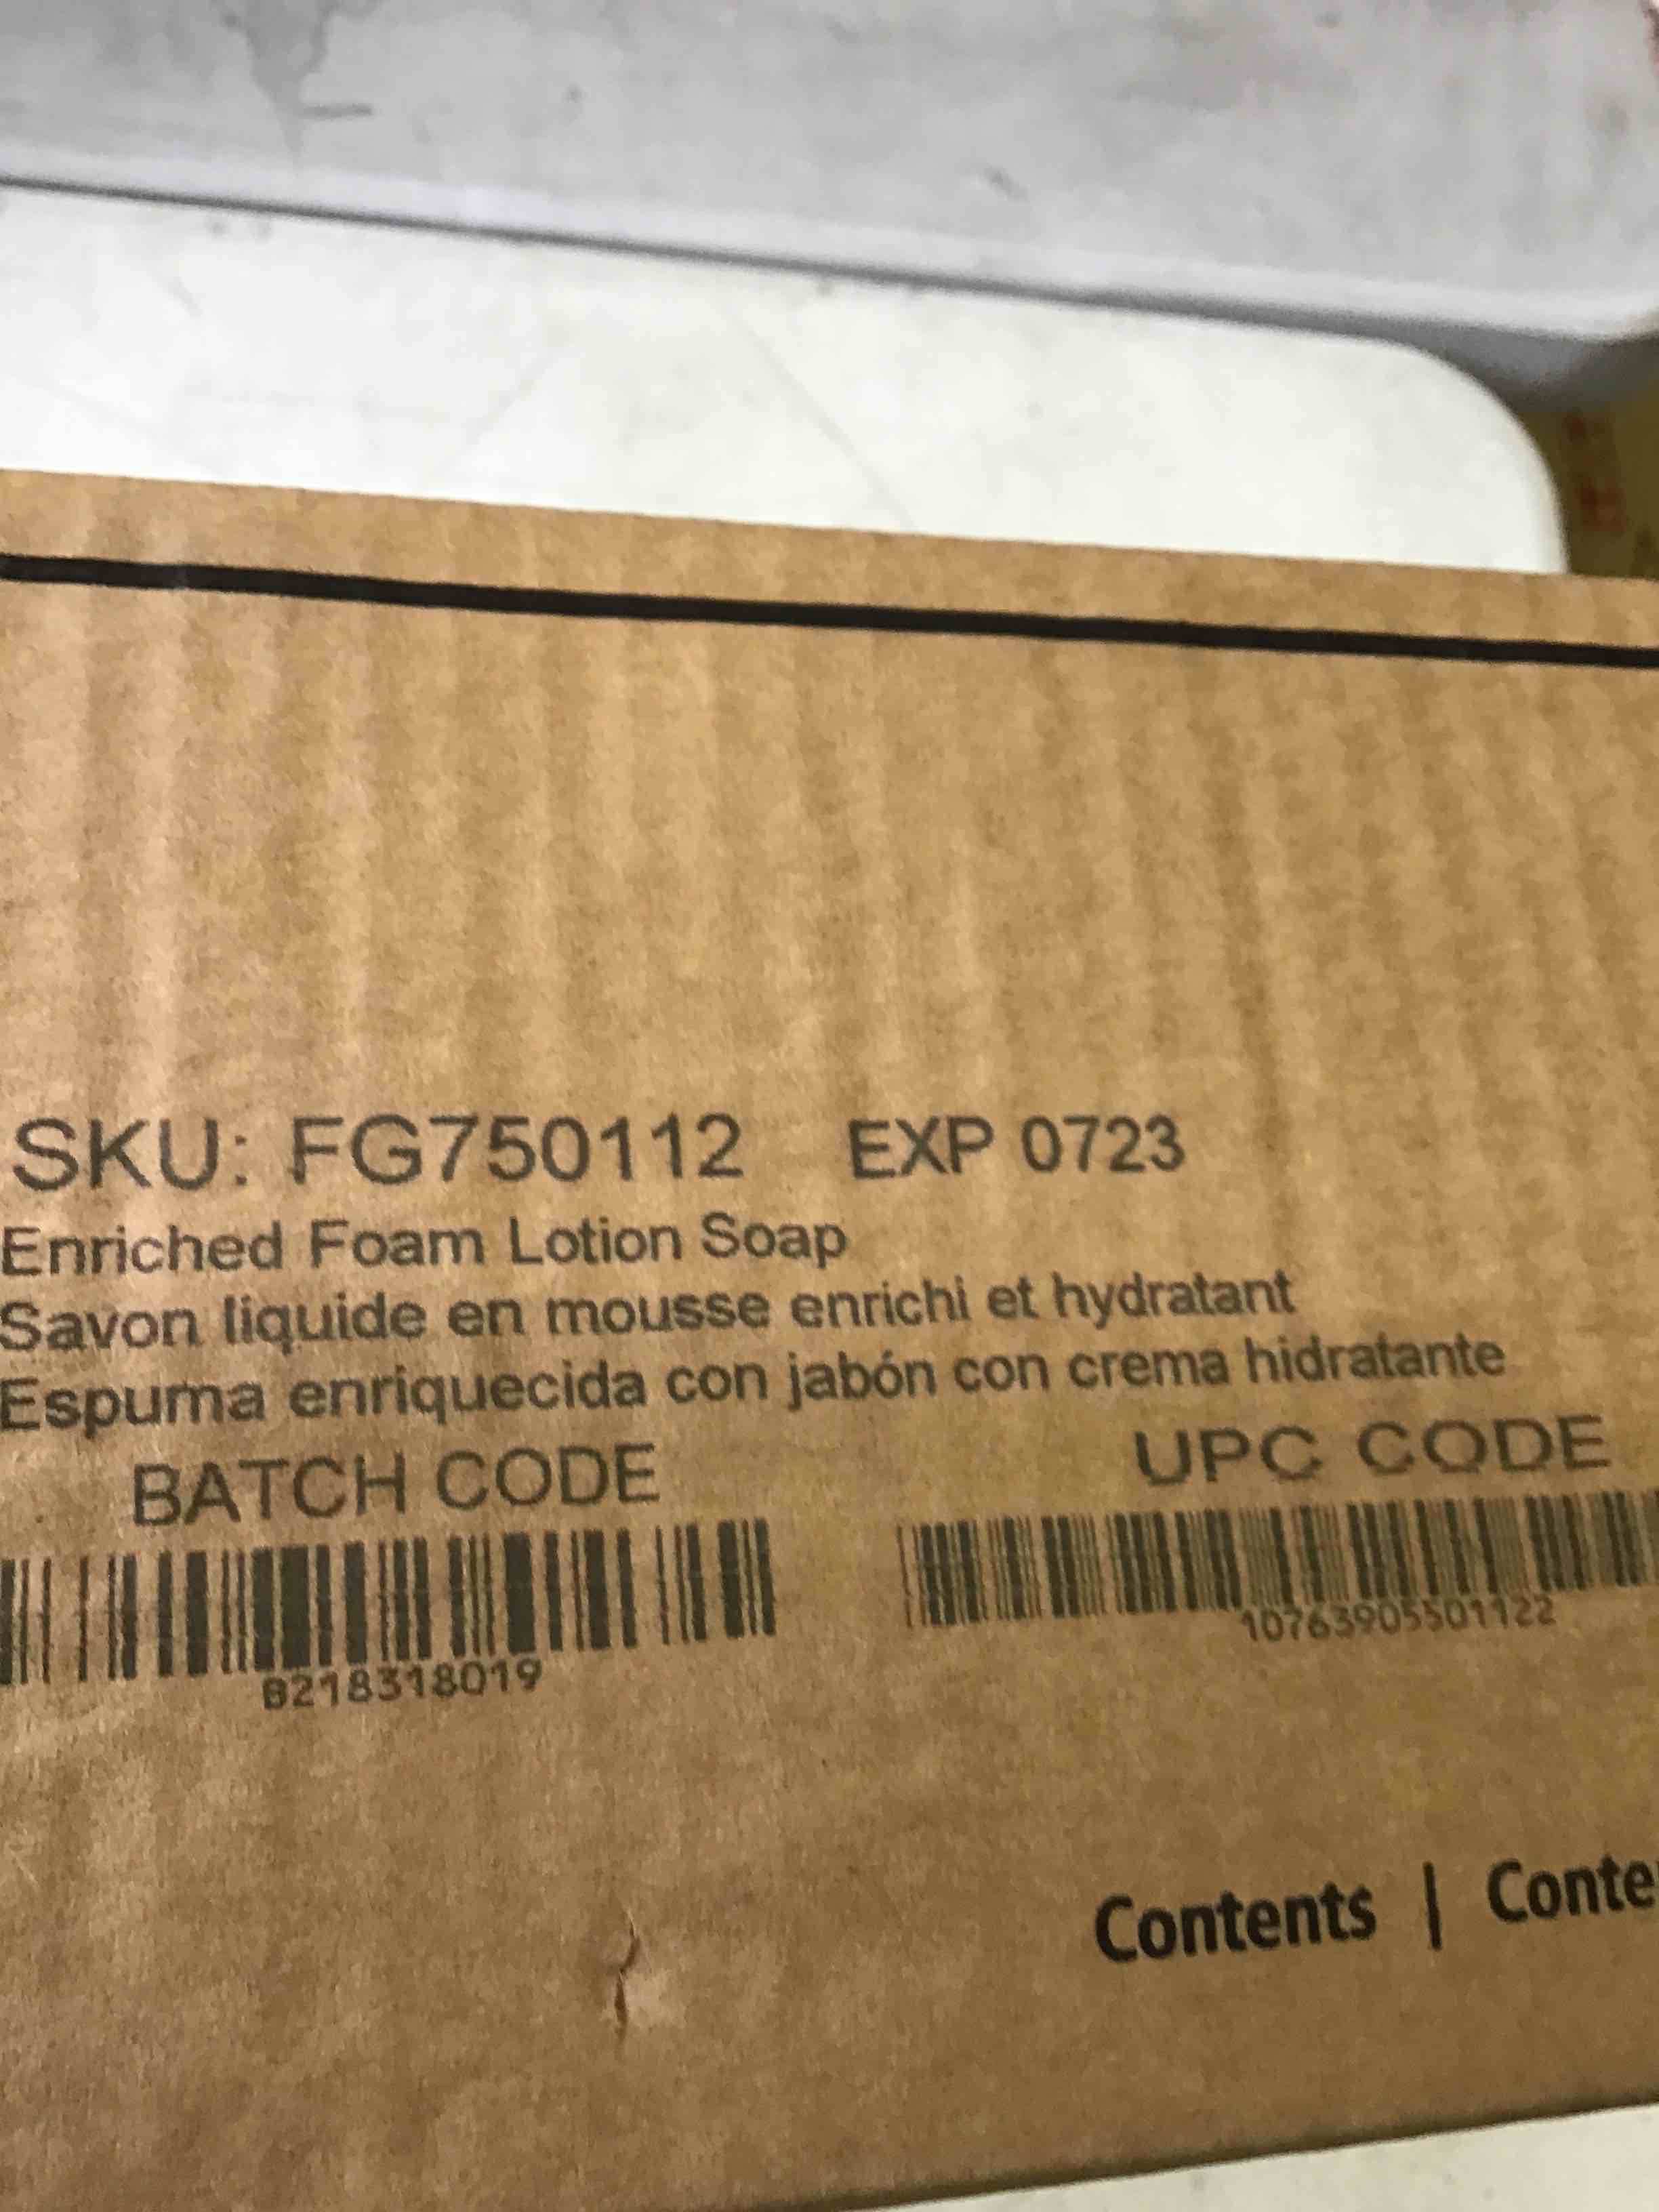 SKU: FG750112 EXP 0723
Enriched Foam Lotion Soap
Savon liquide en mousse enrichi et hydratant
Espuma enriquecida con jabón con crema hidratante
BATCH CODE UPC CODE
B218318019 10763905501122
Contents |